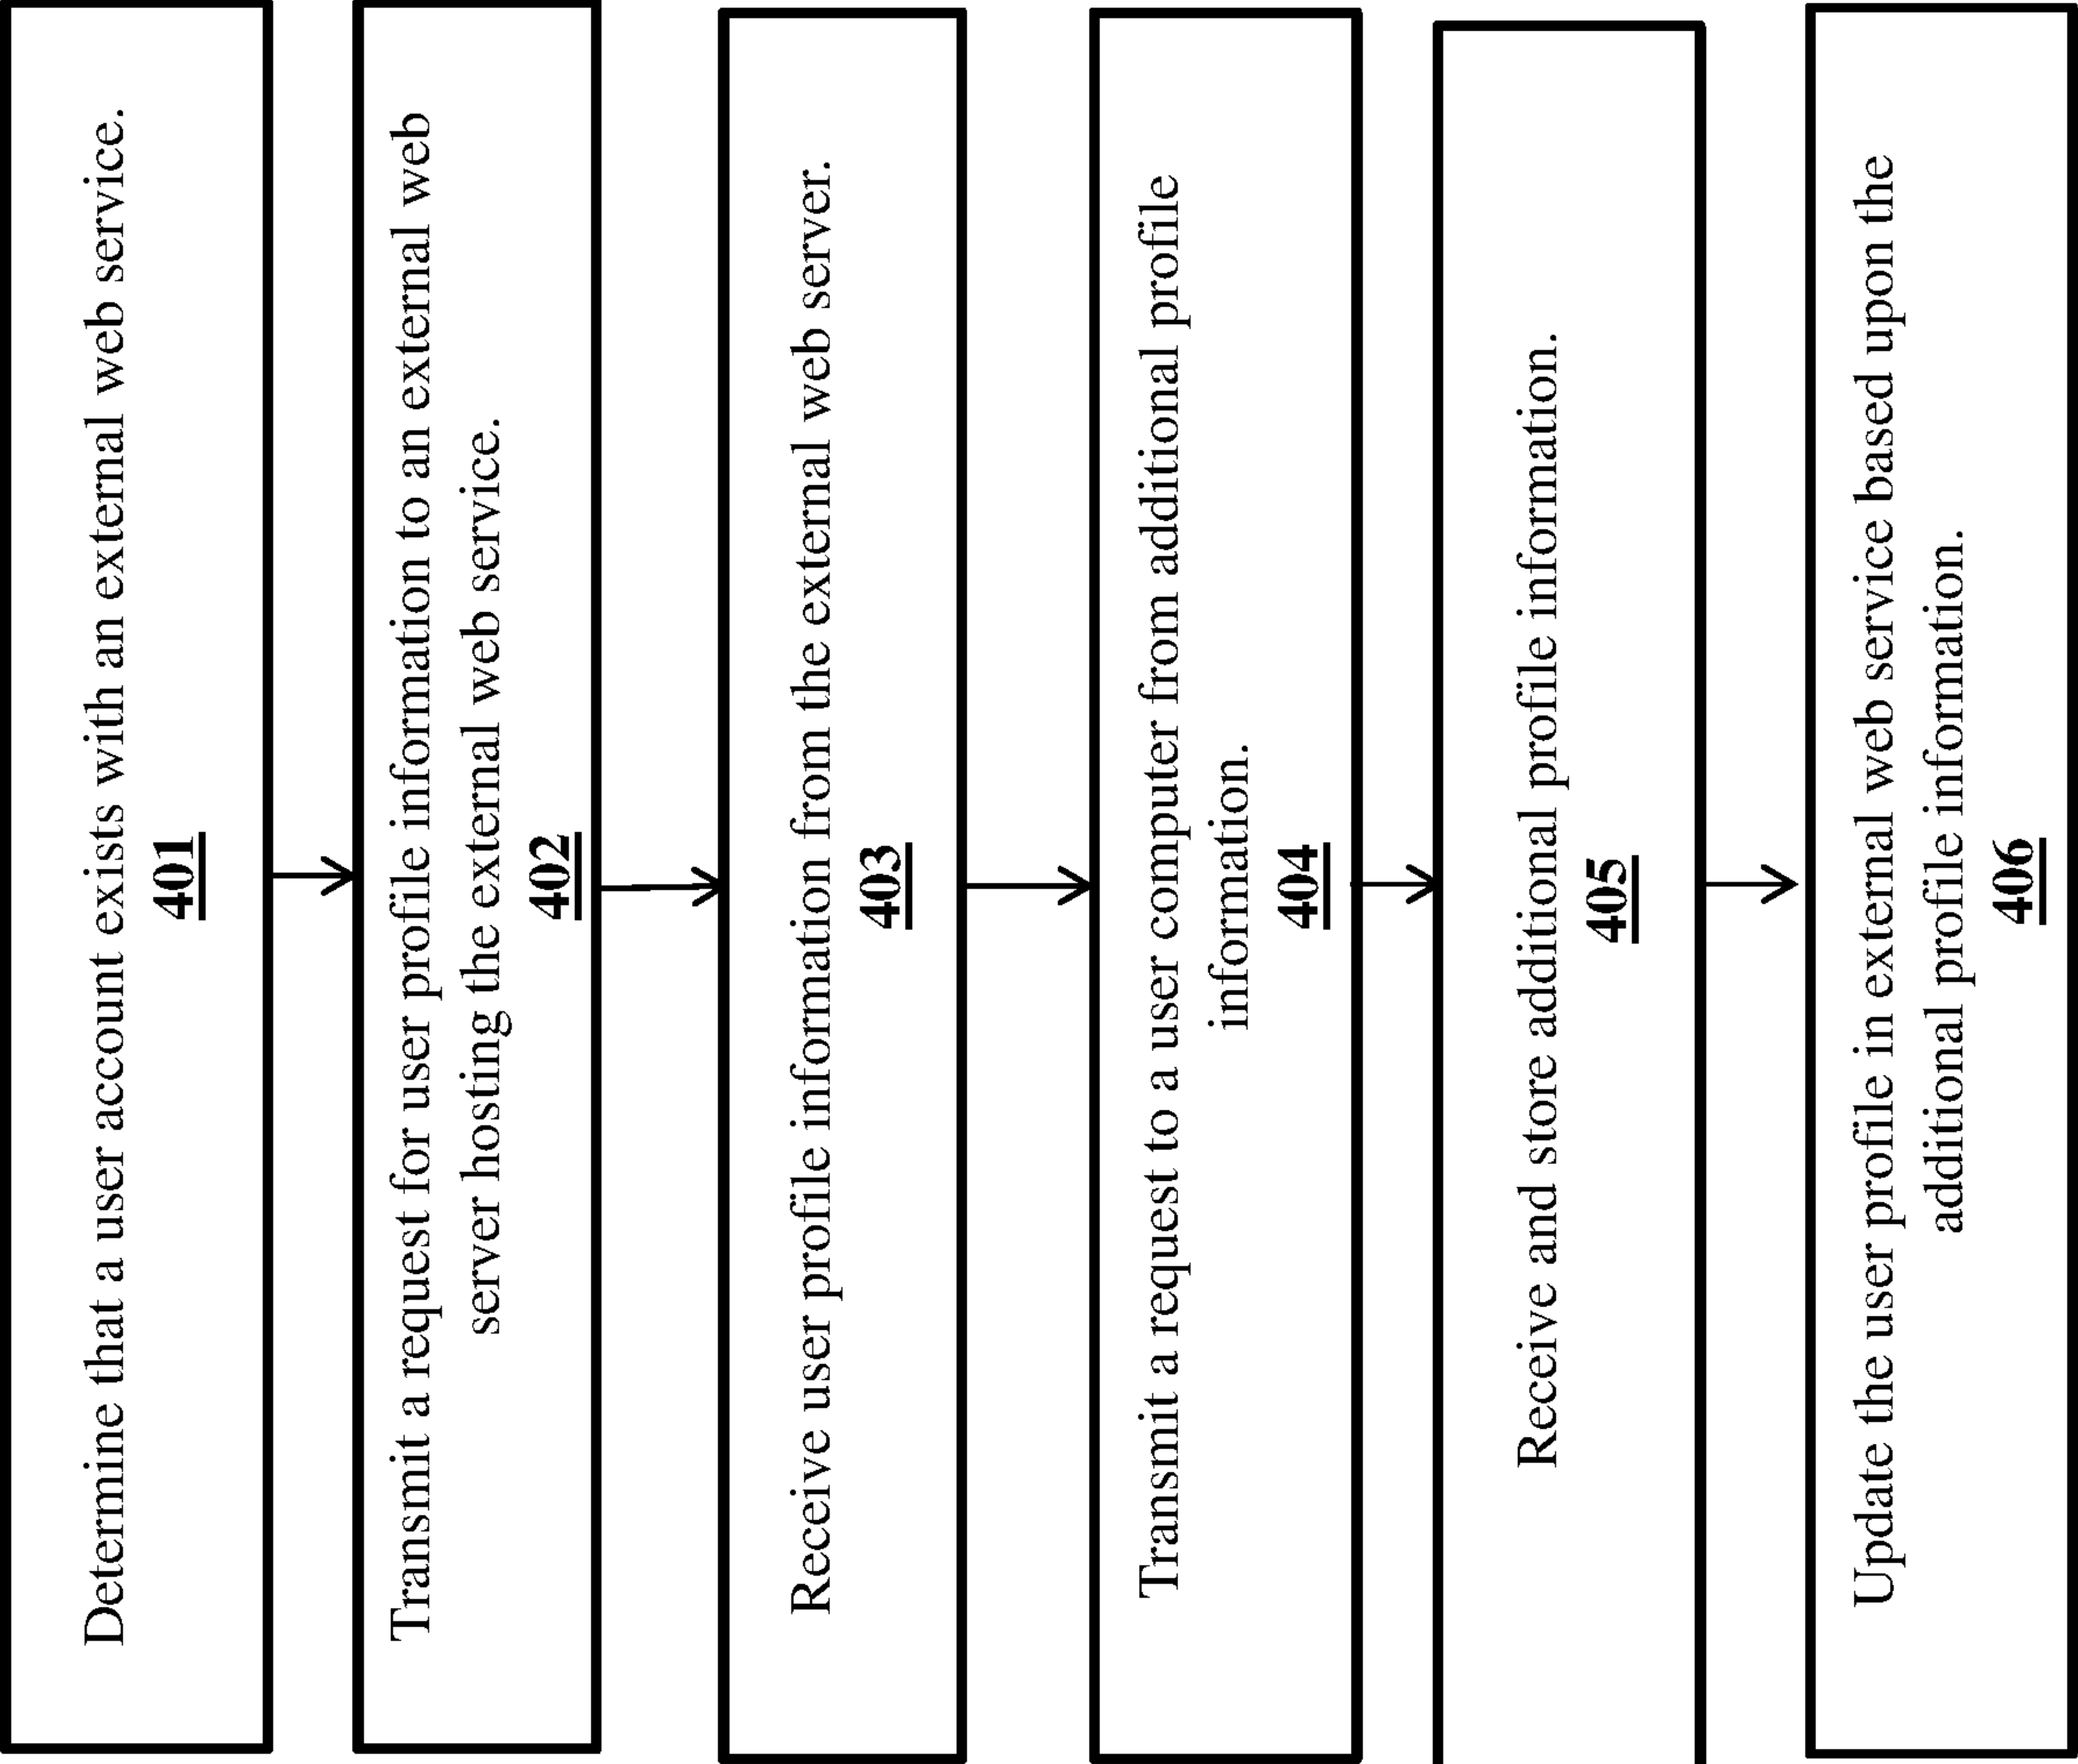 Determine that a user account exists with an external web service.
401
Transmit a request for user profile information to an external web
server hosting the external web service.
402
Receive user profile information from the external web server.
403
Transmit a request to a user computer from additional profile
information.
404
Receive and store additional profile information.
405
Update the user profile in external web service based upon the
additional profile information.
406